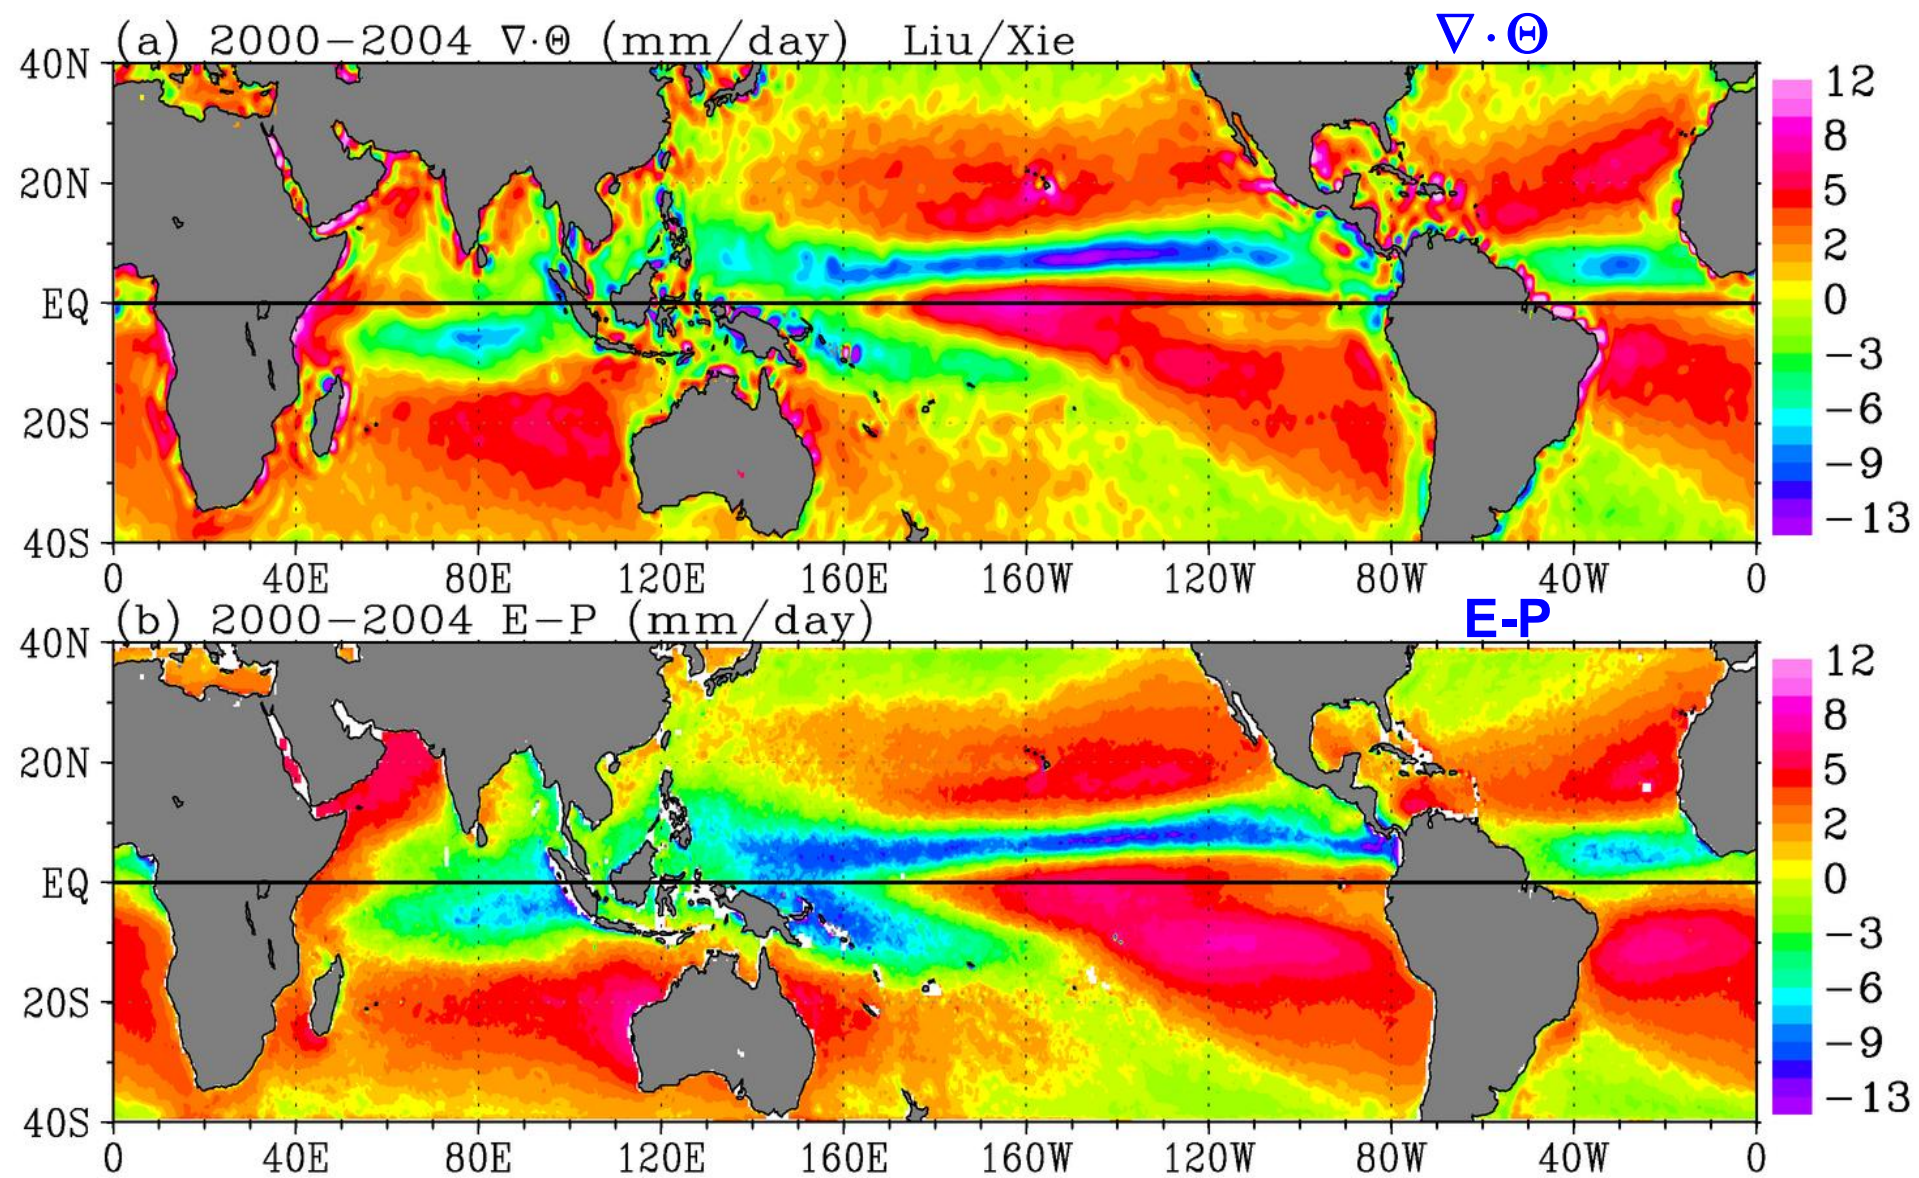 (a) 2000−2004 ∇·Θ (mm/day) Liu/Xie
∇·Θ
40N
20N
EQ
20S
40S
0 40E 80E 120E 160E 160W 120W 80W 40W 0
12
8
5
2
0
−3
−6
−9
−13
(b) 2000−2004 E−P (mm/day)
E-P
40N
20N
EQ
20S
40S
0 40E 80E 120E 160E 160W 120W 80W 40W 0
12
8
5
2
0
−3
−6
−9
−13